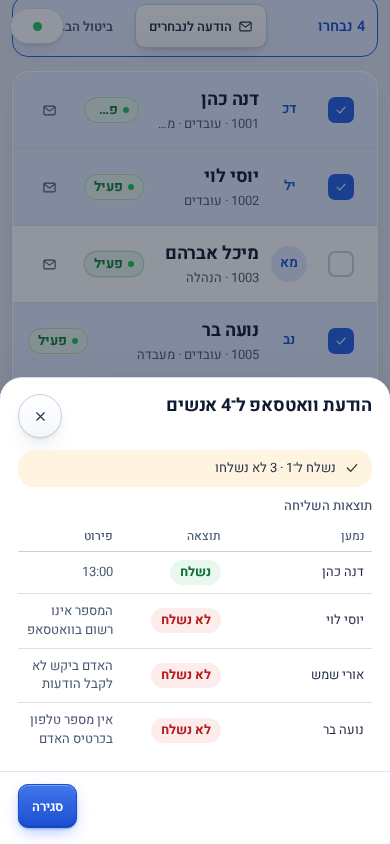 4 נבחרו
הודעה לנבחרים
ביטול הב
דכ
דנה כהן
1001 · עובדים · מ...
פ...
יל
יוסי לוי
1002 · עובדים
פעיל
מא
מיכל אברהם
1003 · הנהלה
פעיל
נב
נועה בר
1005 · עובדים · מעבדה
פעיל
הודעת וואטסאפ ל־4 אנשים
נשלח ל־1 · 3 לא נשלחו
תוצאות השליחה
נמען תוצאה פירוט
דנה כהן נשלח 13:00
יוסי לוי לא נשלח המספר אינו
רשום בוואטסאפ
אורי שמש לא נשלח האדם ביקש לא
לקבל הודעות
נועה בר לא נשלח אין מספר טלפון
בכרטיס האדם
סגירה